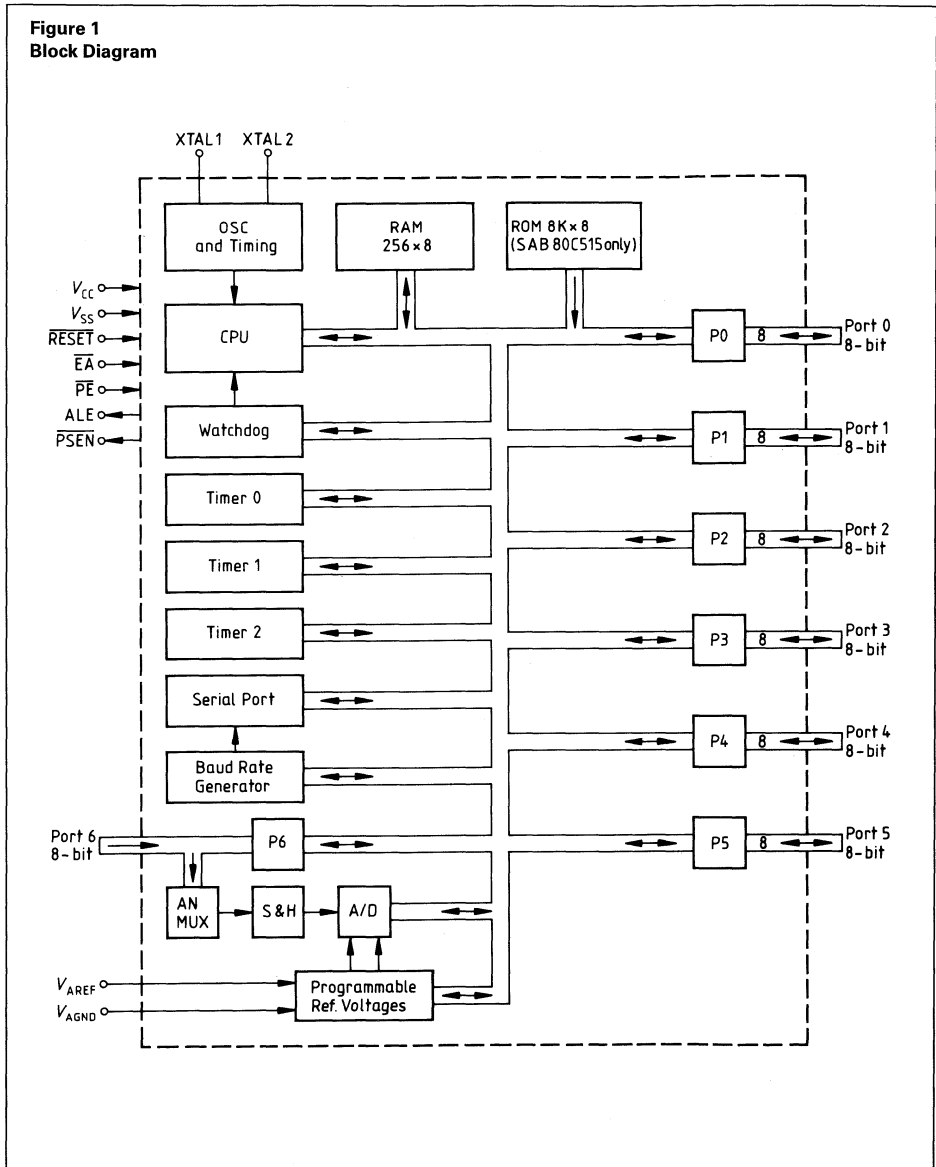 Figure 1
Block Diagram
XTAL1 XTAL2
OSC
and Timing
RAM
256×8
ROM 8K×8
(SAB 80C515 only)
VCC
VSS
RESET
EA
PE
ALE
PSEN
CPU
Watchdog
Timer 0
Timer 1
Timer 2
Serial Port
Baud Rate
Generator
Port 6
8-bit
P6
AN
MUX
S&H
A/D
VAREF
VAGND
Programmable
Ref. Voltages
P0 8 Port 0
8-bit
P1 8 Port 1
8-bit
P2 8 Port 2
8-bit
P3 8 Port 3
8-bit
P4 8 Port 4
8-bit
P5 8 Port 5
8-bit